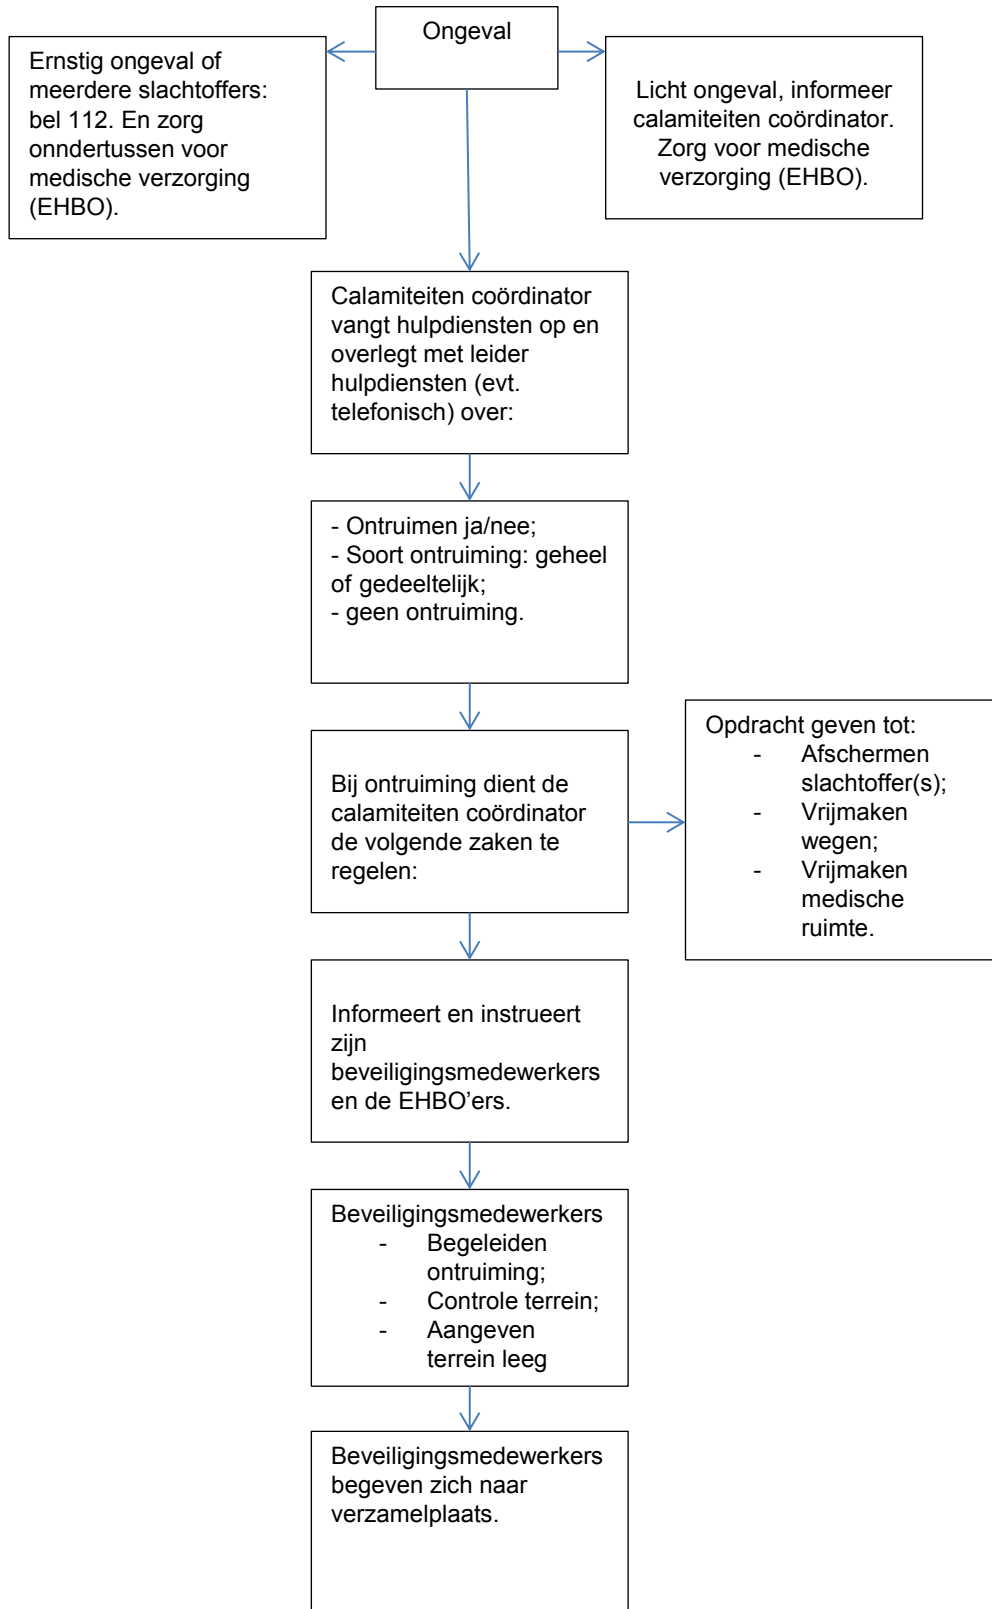 Ongeval
Ernstig ongeval of
meerdere slachtoffers:
bel 112. En zorg
onndertussen voor
medische verzorging
(EHBO).
Licht ongeval, informeer
calamiteiten coördinator.
Zorg voor medische
verzorging (EHBO).
Calamiteiten coördinator
vangt hulpdiensten op en
overlegt met leider
hulpdiensten (evt.
telefonisch) over:
- Ontruimen ja/nee;
- Soort ontruiming: geheel
of gedeeltelijk;
- geen ontruiming.
Bij ontruiming dient de
calamiteiten coördinator
de volgende zaken te
regelen:
Opdracht geven tot:
- Afschermen
slachtoffer(s);
- Vrijmaken
wegen;
- Vrijmaken
medische
ruimte.
Informeert en instrueert
zijn
beveiligingsmedewerkers
en de EHBO’ers.
Beveiligingsmedewerkers
- Begeleiden
ontruiming;
- Controle terrein;
- Aangeven
terrein leeg
Beveiligingsmedewerkers
begeven zich naar
verzamelplaats.